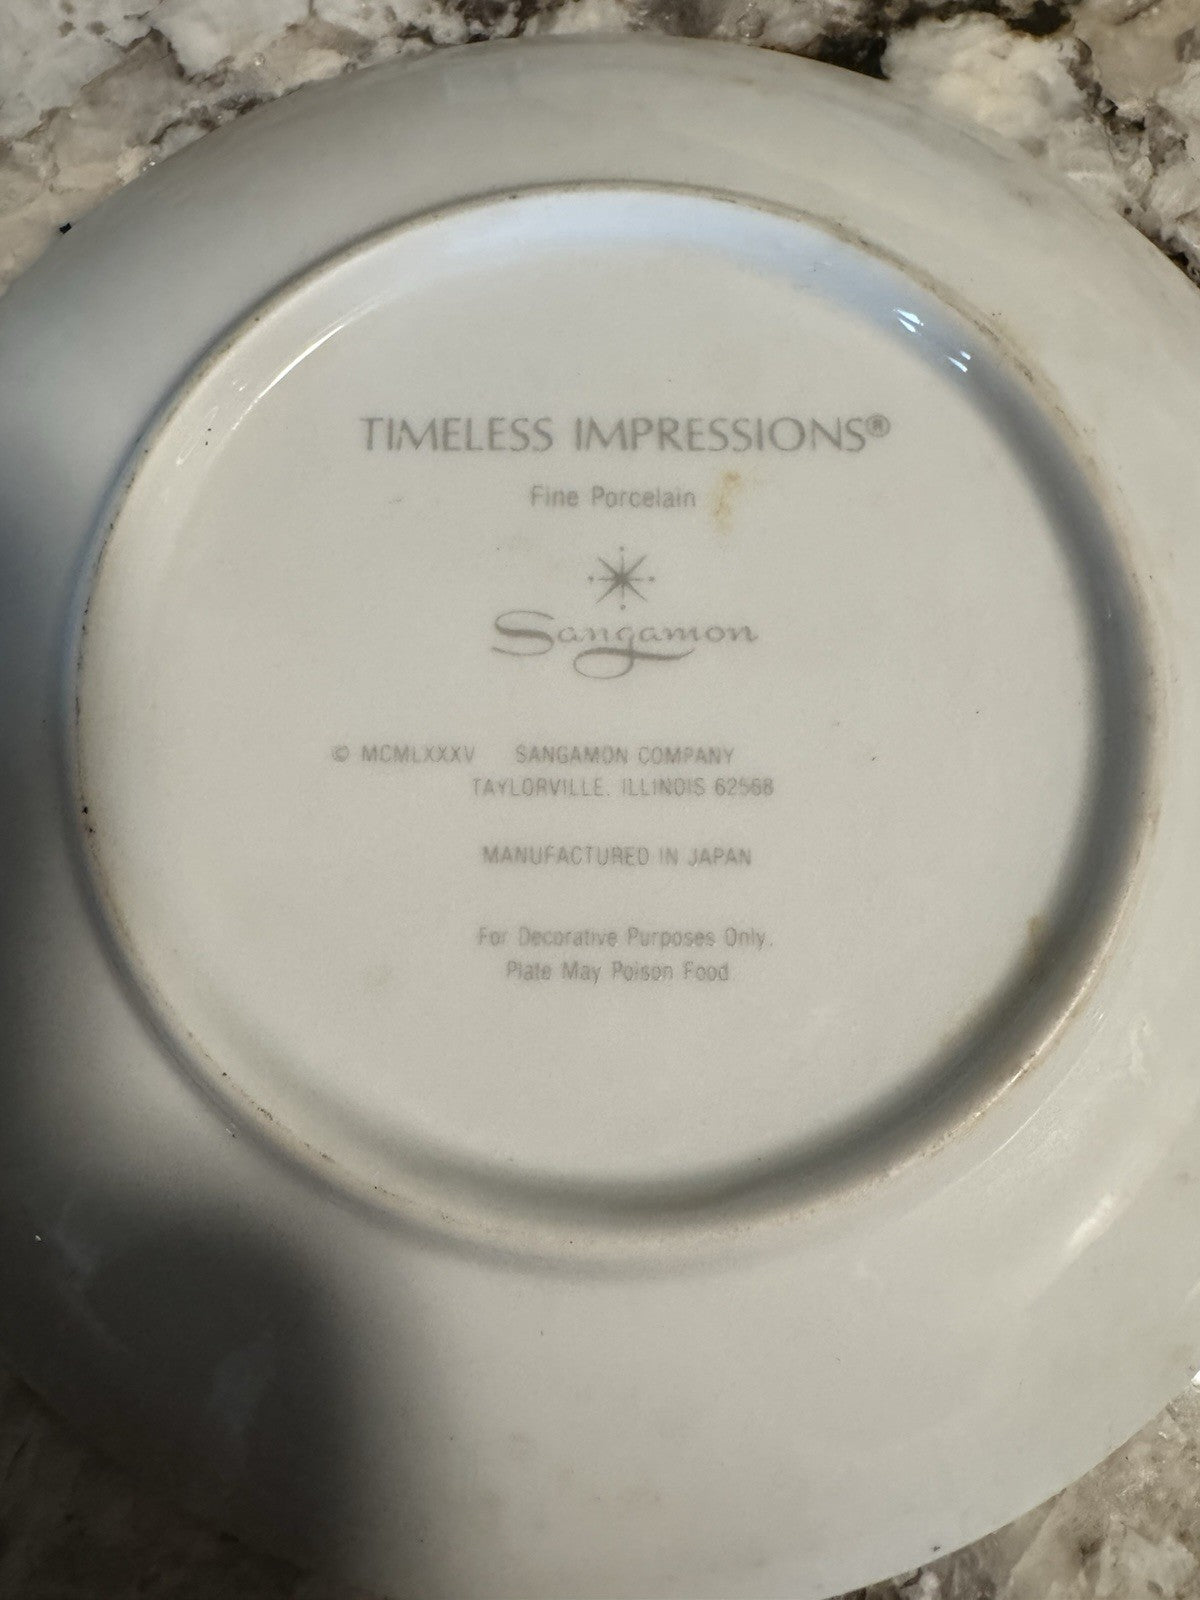 TIMELESS IMPRESSIONS®
Fine Porcelain
Sangamon
© MCMLXXXV SANGAMON COMPANY
TAYLORVILLE, ILLINOIS 62568
MANUFACTURED IN JAPAN
For Decorative Purposes Only.
Plate May Poison Food